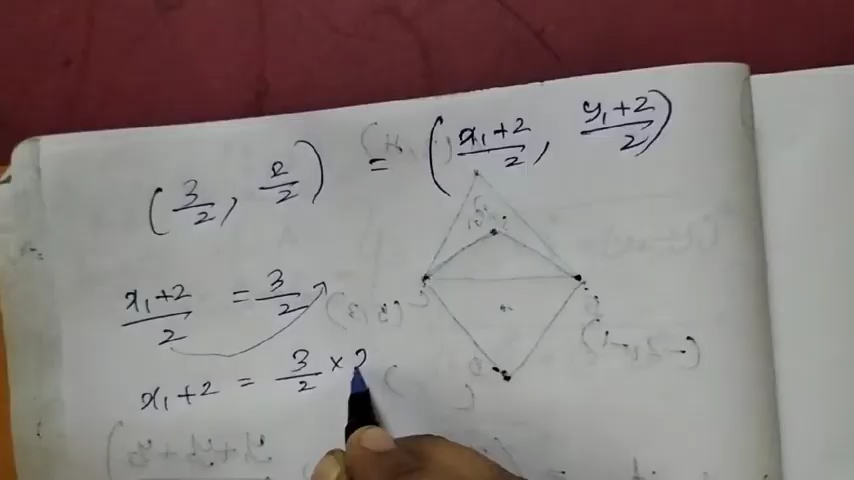 (3/2, 2/2) = (x₁+2/2, y₁+2/2)
x₁+2/2 = 3/2
x₁+2 = 3/2 × 2